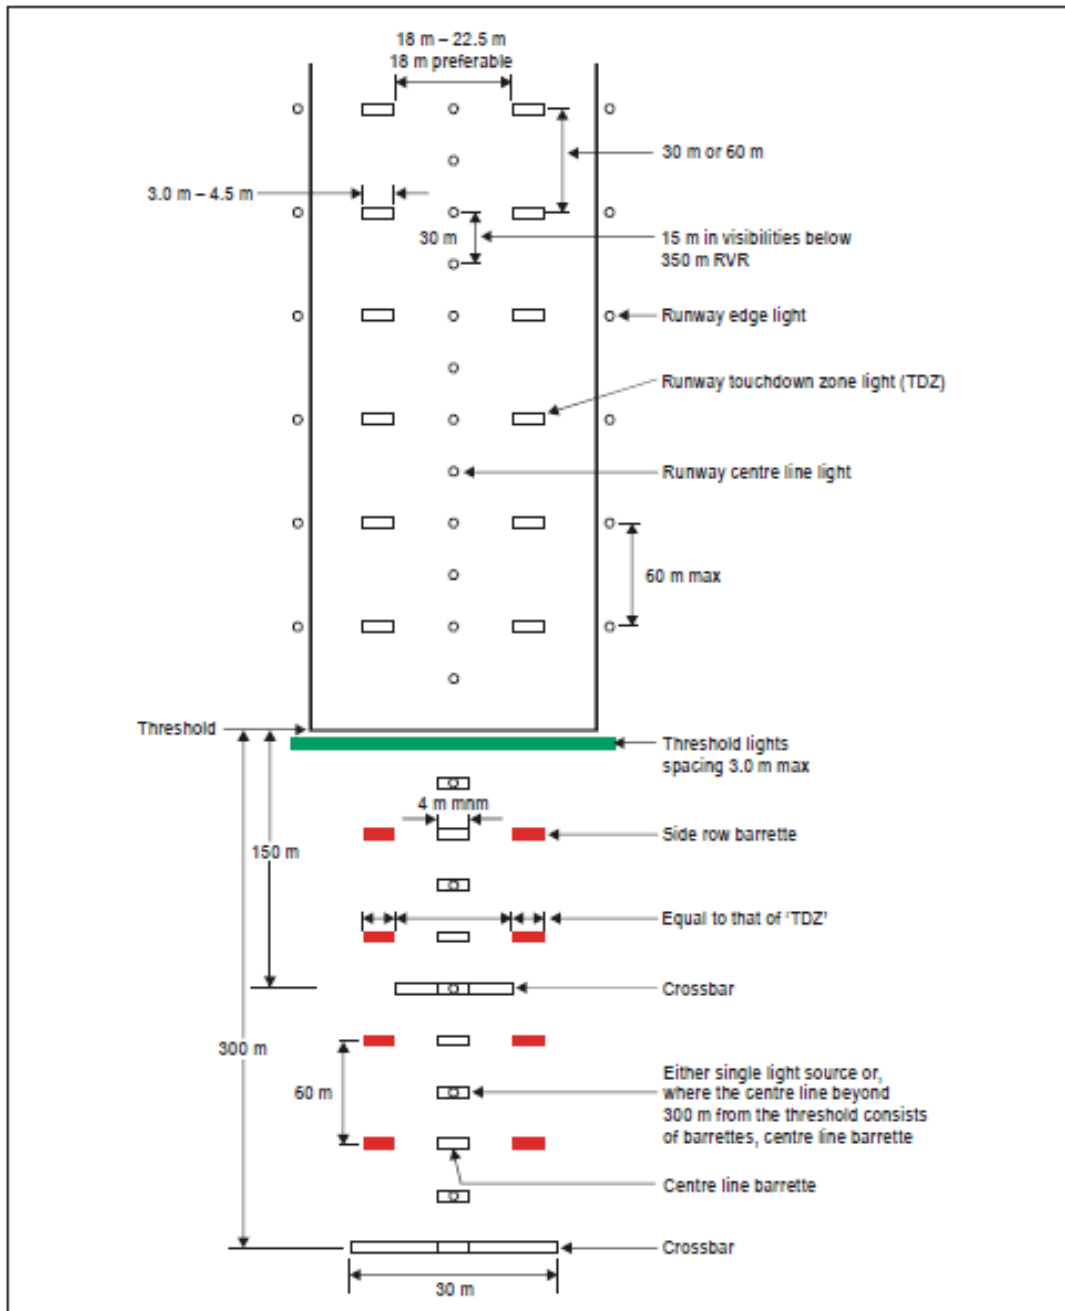 18 m – 22.5 m
18 m preferable
30 m or 60 m
3.0 m – 4.5 m
30 m
15 m in visibilities below
350 m RVR
Runway edge light
Runway touchdown zone light (TDZ)
Runway centre line light
60 m max
Threshold
Threshold lights
spacing 3.0 m max
4 m mnm
Side row barrette
150 m
Equal to that of ‘TDZ’
Crossbar
300 m
60 m
Either single light source or,
where the centre line beyond
300 m from the threshold consists
of barrettes, centre line barrette
Centre line barrette
Crossbar
30 m